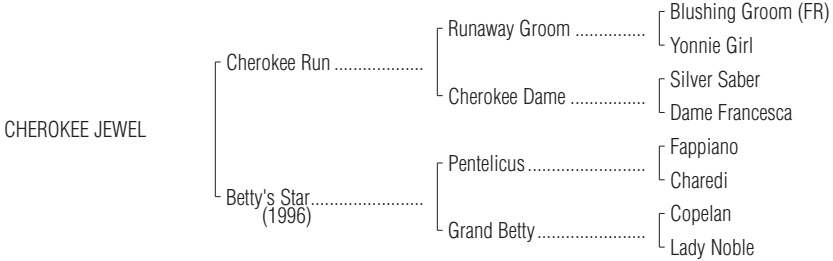 Blushing Groom (FR)
Runaway Groom ...............
Yonnie Girl
Cherokee Run ...................
Silver Saber
Cherokee Dame ................
Dame Francesca
CHEROKEE JEWEL
Fappiano
Pentelicus .........................
Charedi
Betty's Star ........................
(1996)
Copelan
Grand Betty .......................
Lady Noble